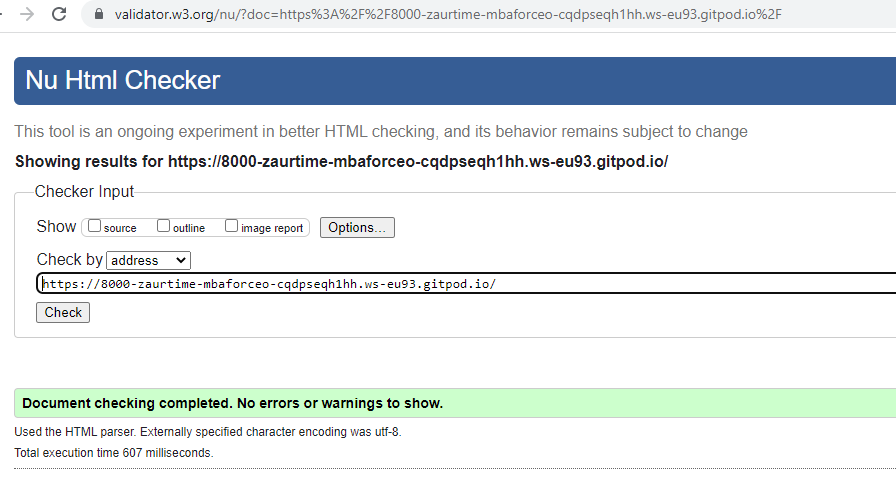 validator.w3.org/nu/?doc=https%3A%2F%2F8000-zaurtime-mbaforceo-cqdpseqh1hh.ws-eu93.gitpod.io%2F
Nu Html Checker
This tool is an ongoing experiment in better HTML checking, and its behavior remains subject to change
Showing results for https://8000-zaurtime-mbaforceo-cqdpseqh1hh.ws-eu93.gitpod.io/
Checker Input
Show source outline image report Options...
Check by address
https://8000-zaurtime-mbaforceo-cqdpseqh1hh.ws-eu93.gitpod.io/
Check
Document checking completed. No errors or warnings to show.
Used the HTML parser. Externally specified character encoding was utf-8.
Total execution time 607 milliseconds.